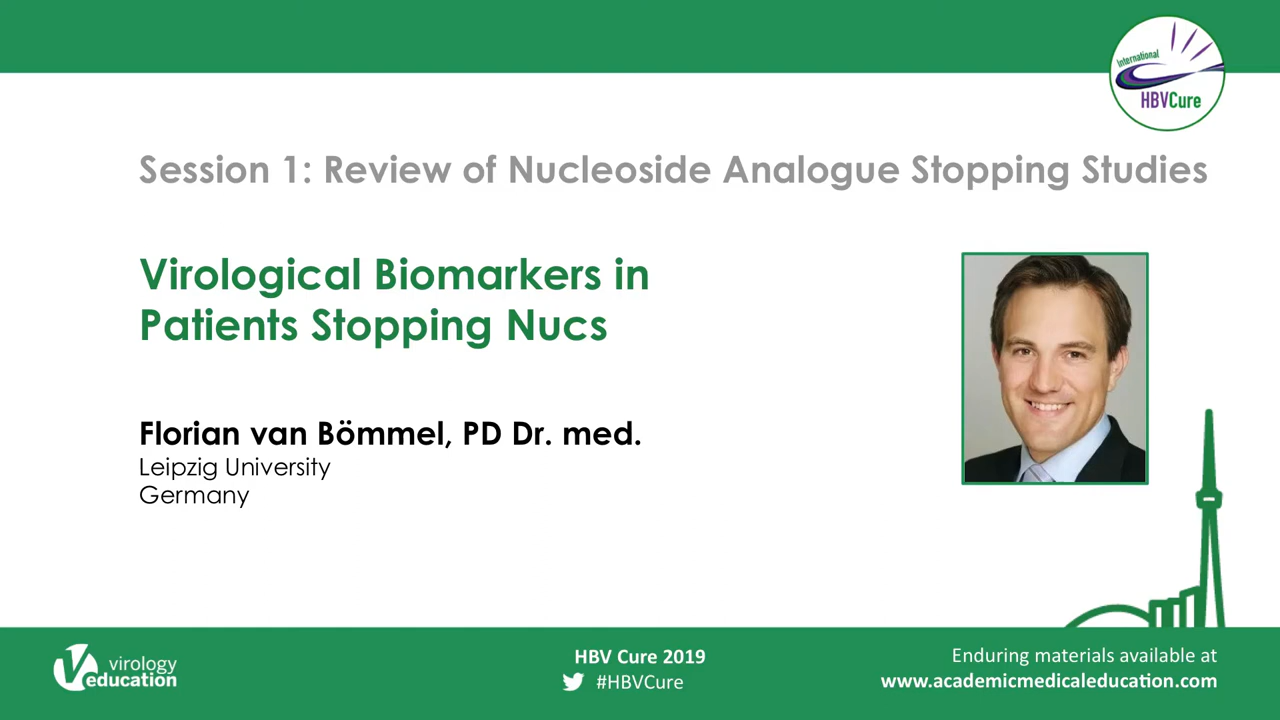 International
HBVCure
Session 1: Review of Nucleoside Analogue Stopping Studies
Virological Biomarkers in
Patients Stopping Nucs
Florian van Bömmel, PD Dr. med.
Leipzig University
Germany
virology
education
HBV Cure 2019
#HBVCure
Enduring materials available at
www.academicmedicaleducation.com